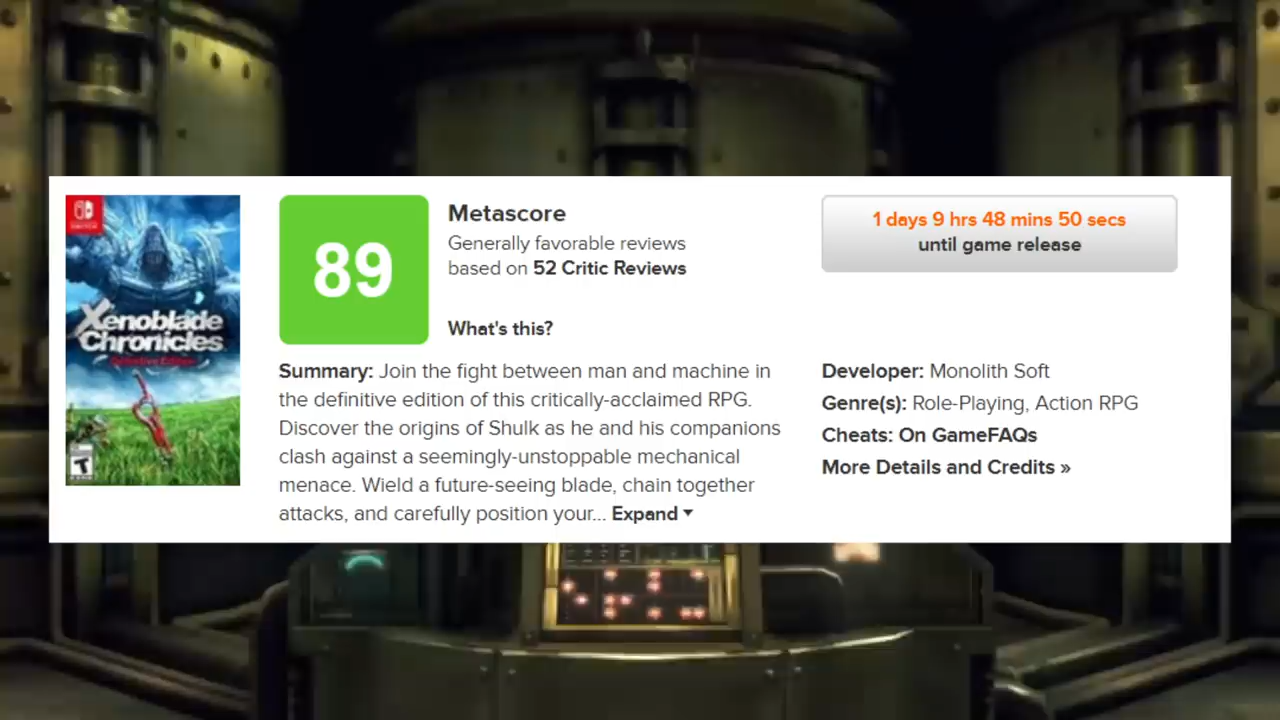 SWITCH
Xenoblade
Chronicles
Definitive Edition
T
89
Metascore
Generally favorable reviews
based on 52 Critic Reviews
What's this?
1 days 9 hrs 48 mins 50 secs
until game release
Summary: Join the fight between man and machine in
the definitive edition of this critically-acclaimed RPG.
Discover the origins of Shulk as he and his companions
clash against a seemingly-unstoppable mechanical
menace. Wield a future-seeing blade, chain together
attacks, and carefully position your... Expand
Developer: Monolith Soft
Genre(s): Role-Playing, Action RPG
Cheats: On GameFAQs
More Details and Credits »